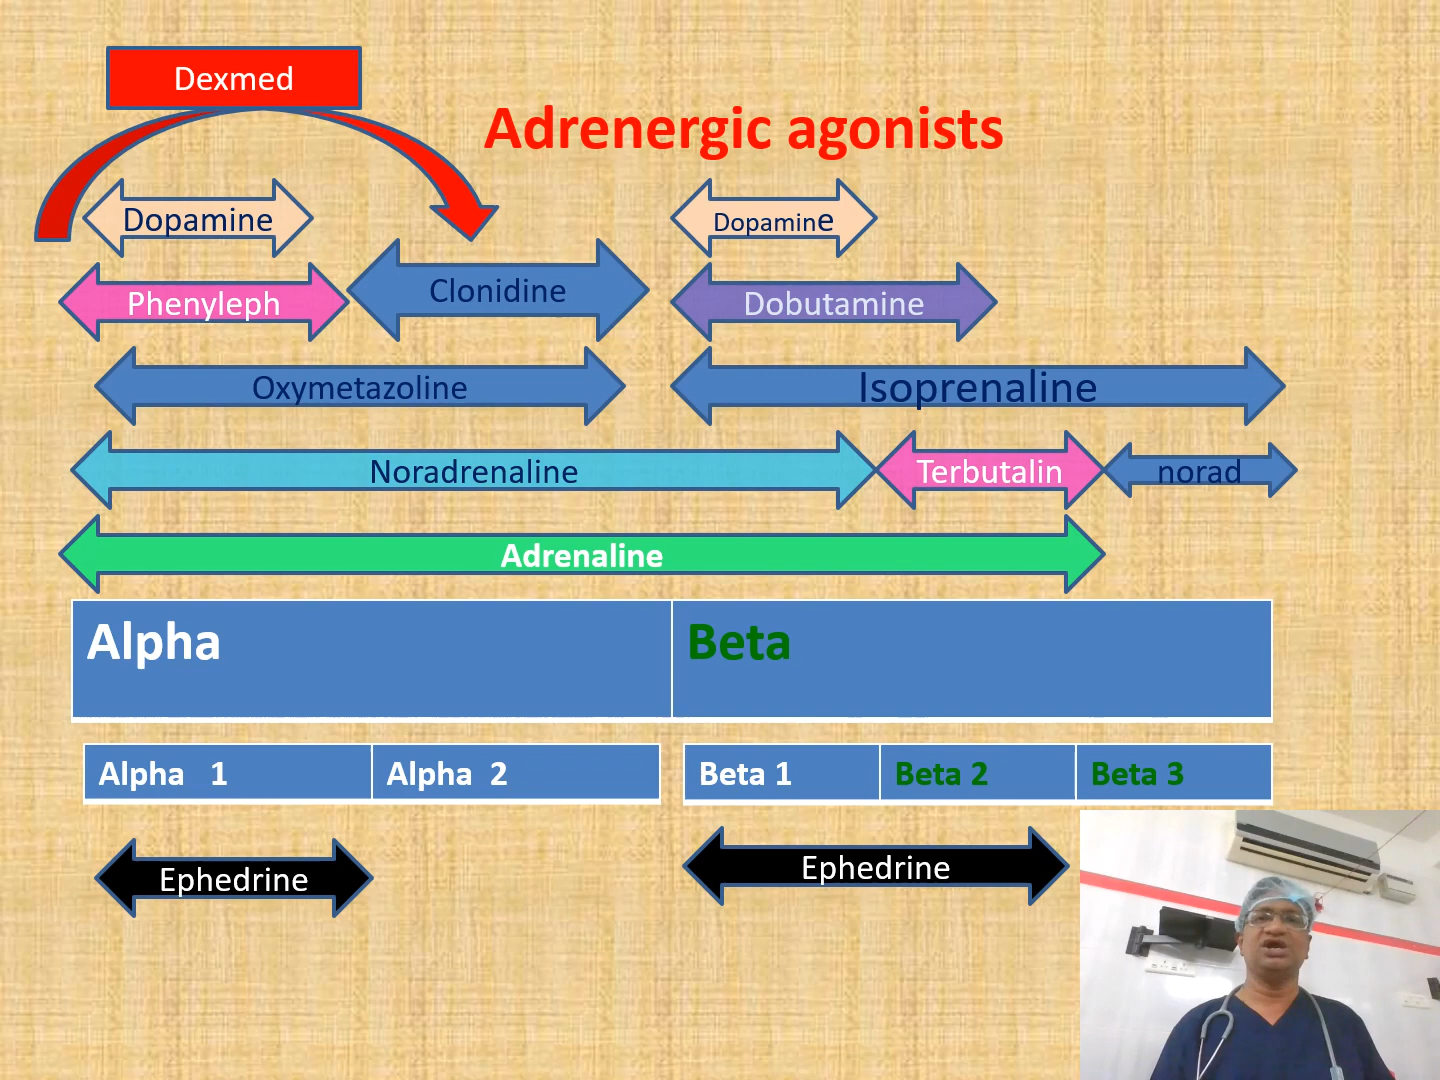 Dexmed
Adrenergic agonists
Dopamine
Dopamine
Phenyleph
Clonidine
Dobutamine
Oxymetazoline
Isoprenaline
Noradrenaline
Terbutalin
norad
Adrenaline
Alpha
Beta
Alpha 1
Alpha 2
Beta 1
Beta 2
Beta 3
Ephedrine
Ephedrine